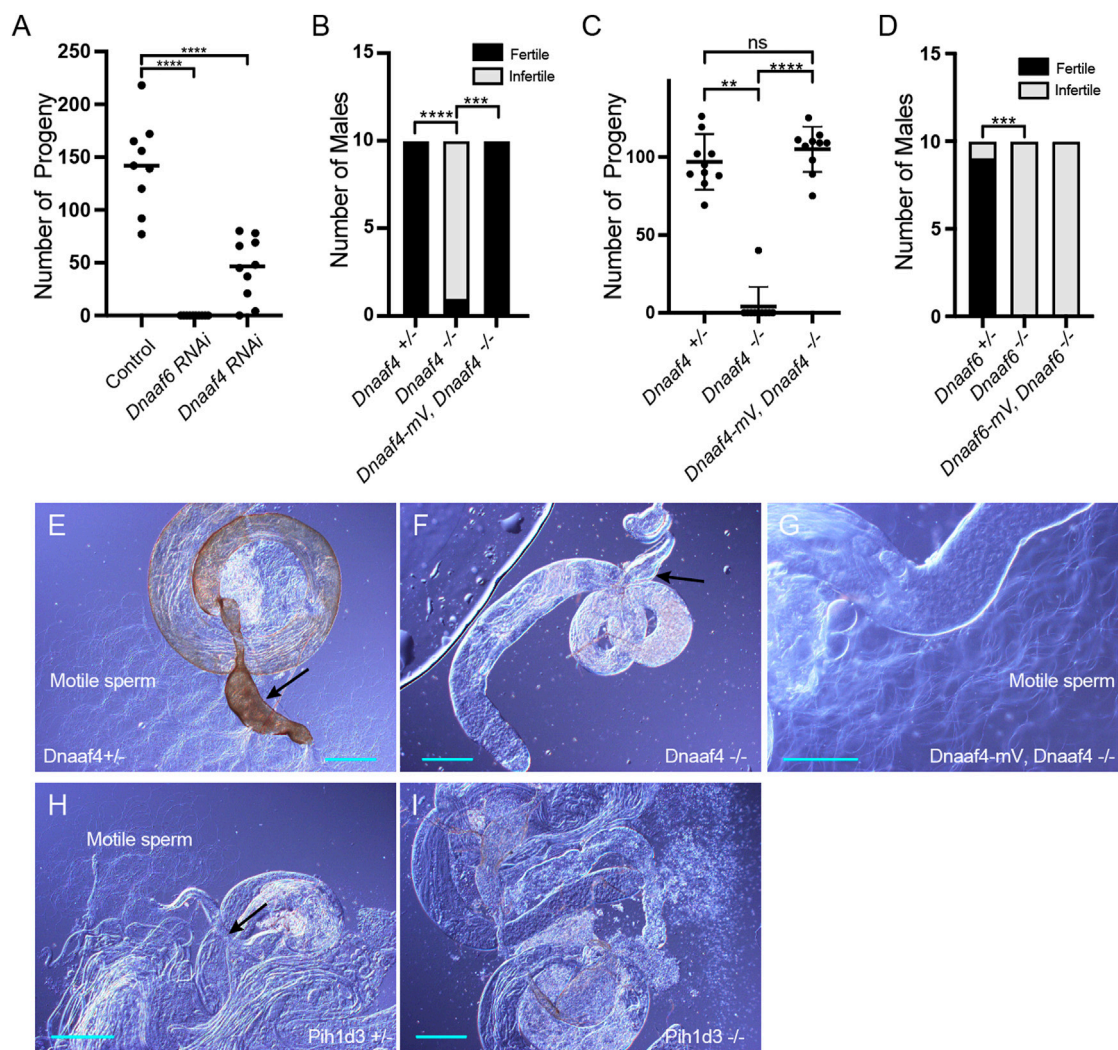 A
Number of Progeny
250
200
150
100
50
0
****
****
Control
Dnaaf6 RNAi
Dnaaf4 RNAi
B
Number of Males
15
10
5
0
Fertile
Infertile
****
***
Dnaaf4 +/-
Dnaaf4 -/-
Dnaaf4-mV, Dnaaf4 -/-
C
Number of Progeny
100
50
0
ns
**
****
Dnaaf4 +/-
Dnaaf4 -/-
Dnaaf4-mV, Dnaaf4 -/-
D
Number of Males
15
10
5
0
Fertile
Infertile
***
Dnaaf6 +/-
Dnaaf6 -/-
Dnaaf6-mV, Dnaaf6 -/-
E
Motile sperm
Dnaaf4+/-
F
Dnaaf4 -/-
G
Motile sperm
Dnaaf4-mV, Dnaaf4 -/-
H
Motile sperm
Pih1d3 +/-
I
Pih1d3 -/-